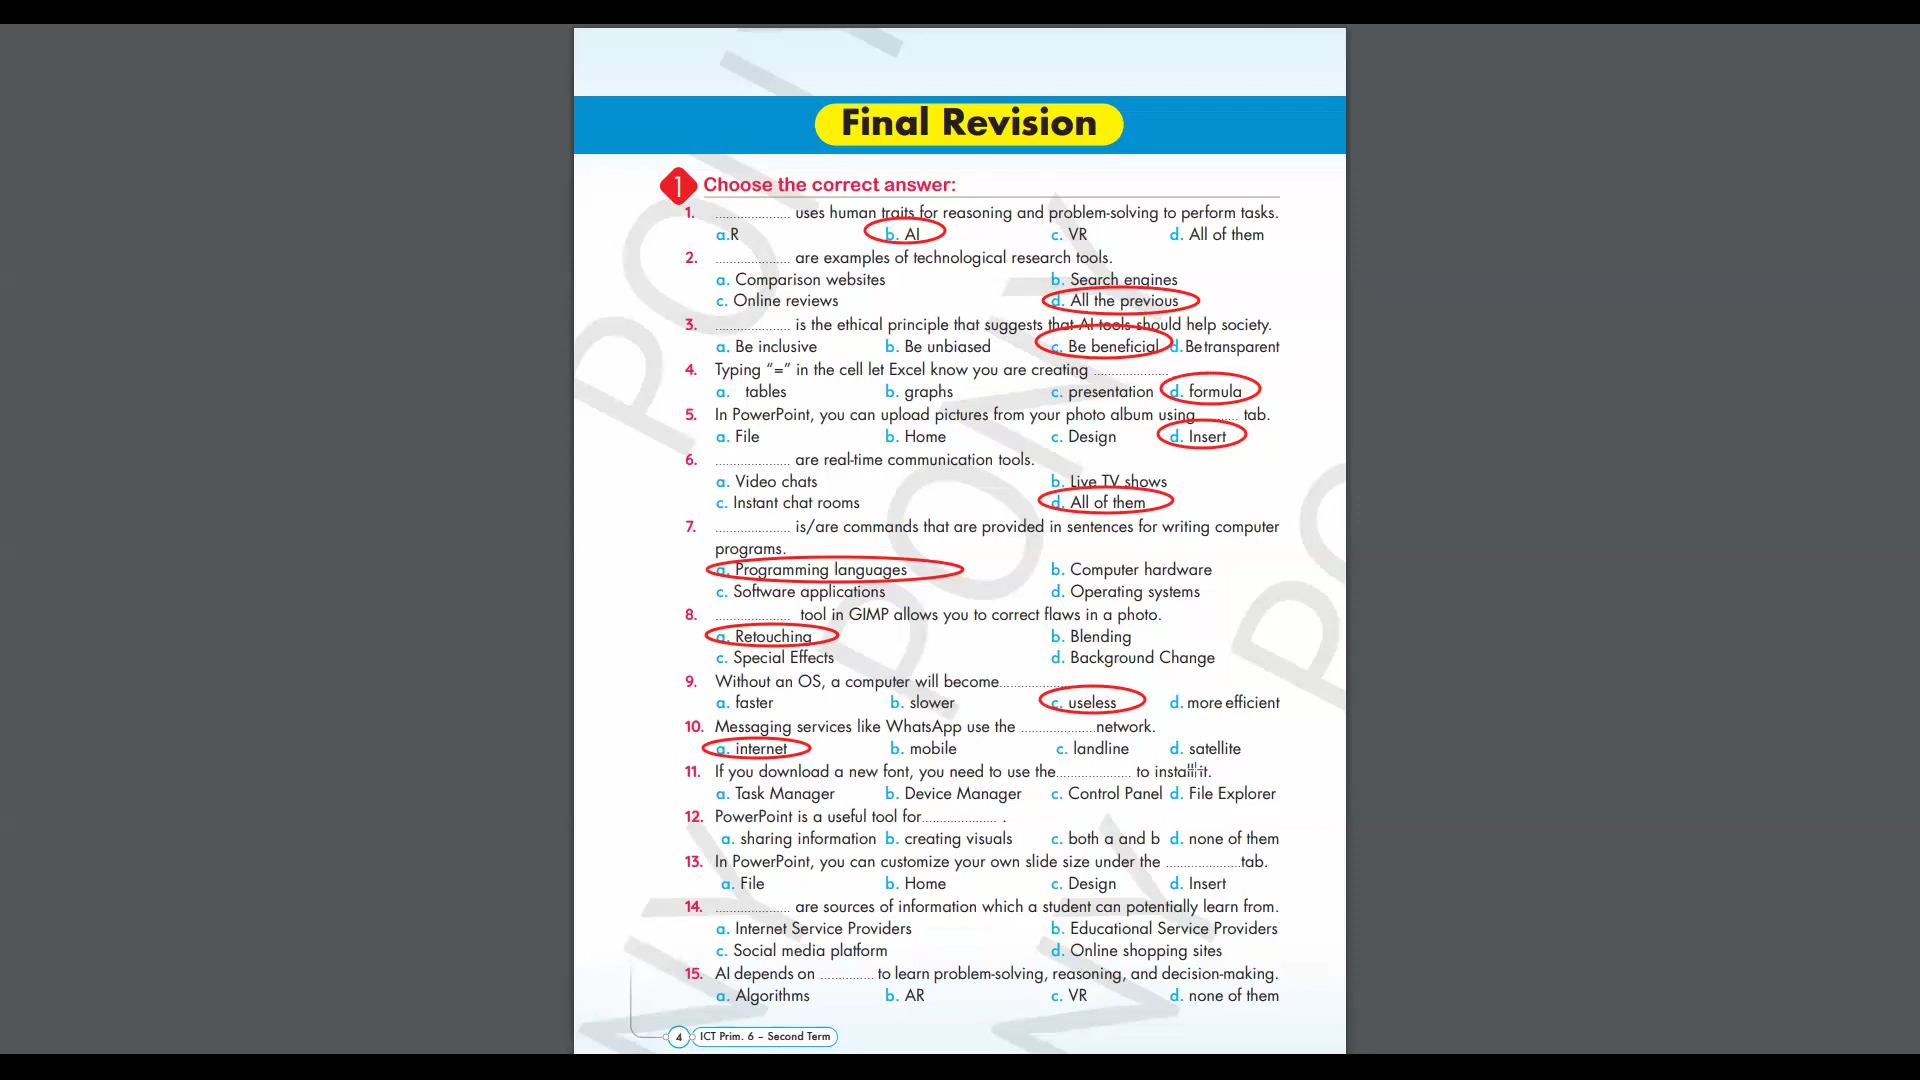 Final Revision
1 Choose the correct answer:
1. ..................... uses human traits for reasoning and problem-solving to perform tasks.
a.R b. AI c. VR d. All of them
2. ..................... are examples of technological research tools.
a. Comparison websites b. Search engines
c. Online reviews d. All the previous
3. ..................... is the ethical principle that suggests that AI tools should help society.
a. Be inclusive b. Be unbiased c. Be beneficial d. Be transparent
4. Typing “=” in the cell let Excel know you are creating .....................
a. tables b. graphs c. presentation d. formula
5. In PowerPoint, you can upload pictures from your photo album using............ tab.
a. File b. Home c. Design d. Insert
6. ..................... are real-time communication tools.
a. Video chats b. Live TV shows
c. Instant chat rooms d. All of them
7. ..................... is/are commands that are provided in sentences for writing computer
programs.
a. Programming languages b. Computer hardware
c. Software applications d. Operating systems
8. ..................... tool in GIMP allows you to correct flaws in a photo.
a. Retouching b. Blending
c. Special Effects d. Background Change
9. Without an OS, a computer will become.....................
a. faster b. slower c. useless d. more efficient
10. Messaging services like WhatsApp use the .....................network.
a. internet b. mobile c. landline d. satellite
11. If you download a new font, you need to use the..................... to install it.
a. Task Manager b. Device Manager c. Control Panel d. File Explorer
12. PowerPoint is a useful tool for..................... .
a. sharing information b. creating visuals c. both a and b d. none of them
13. In PowerPoint, you can customize your own slide size under the .....................tab.
a. File b. Home c. Design d. Insert
14. ..................... are sources of information which a student can potentially learn from.
a. Internet Service Providers b. Educational Service Providers
c. Social media platform d. Online shopping sites
15. AI depends on ............... to learn problem-solving, reasoning, and decision-making.
a. Algorithms b. AR c. VR d. none of them
4 ICT Prim. 6 – Second Term
PONY